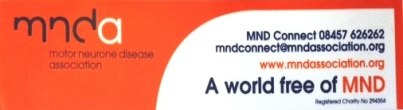 mnda
motor neurone disease
association
MND Connect 08457 626262
mndconnect@mndassociation.org
www.mndassociation.org
A world free of MND
Registered Charity No 294354